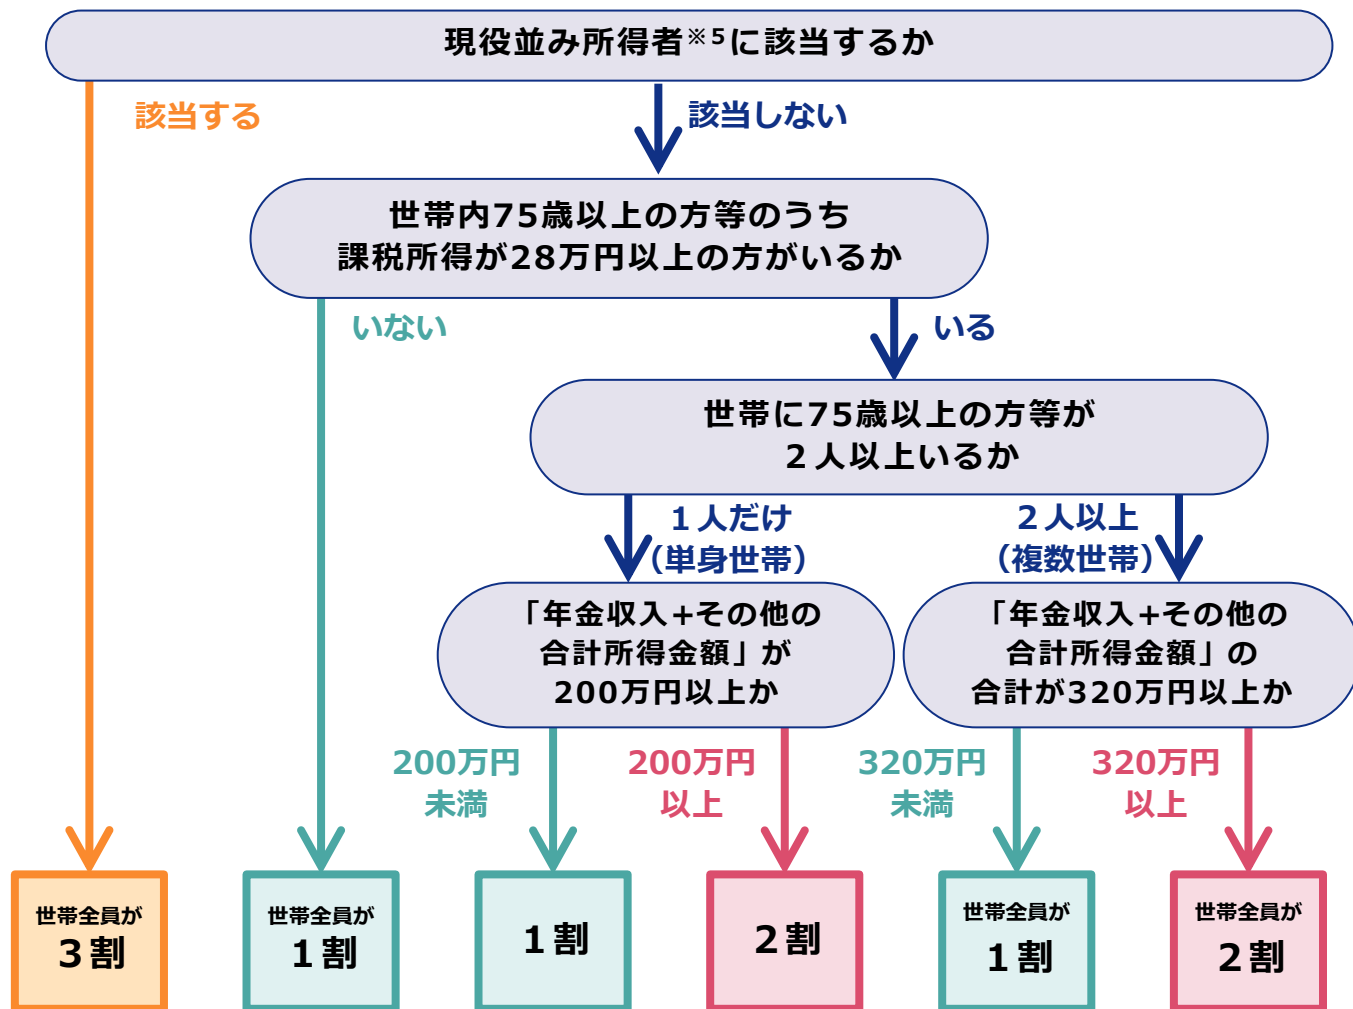 現役並み所得者※5に該当するか
該当する
該当しない
世帯内75歳以上の方等のうち
課税所得が28万円以上の方がいるか
いない
いる
世帯に75歳以上の方等が
２人以上いるか
１人だけ
（単身世帯）
２人以上
（複数世帯）
「年金収入+その他の
合計所得金額」が
200万円以上か
「年金収入+その他の
合計所得金額」の
合計が320万円以上か
200万円
未満
200万円
以上
320万円
未満
320万円
以上
世帯全員が
３割
世帯全員が
１割
１割
２割
世帯全員が
１割
世帯全員が
２割